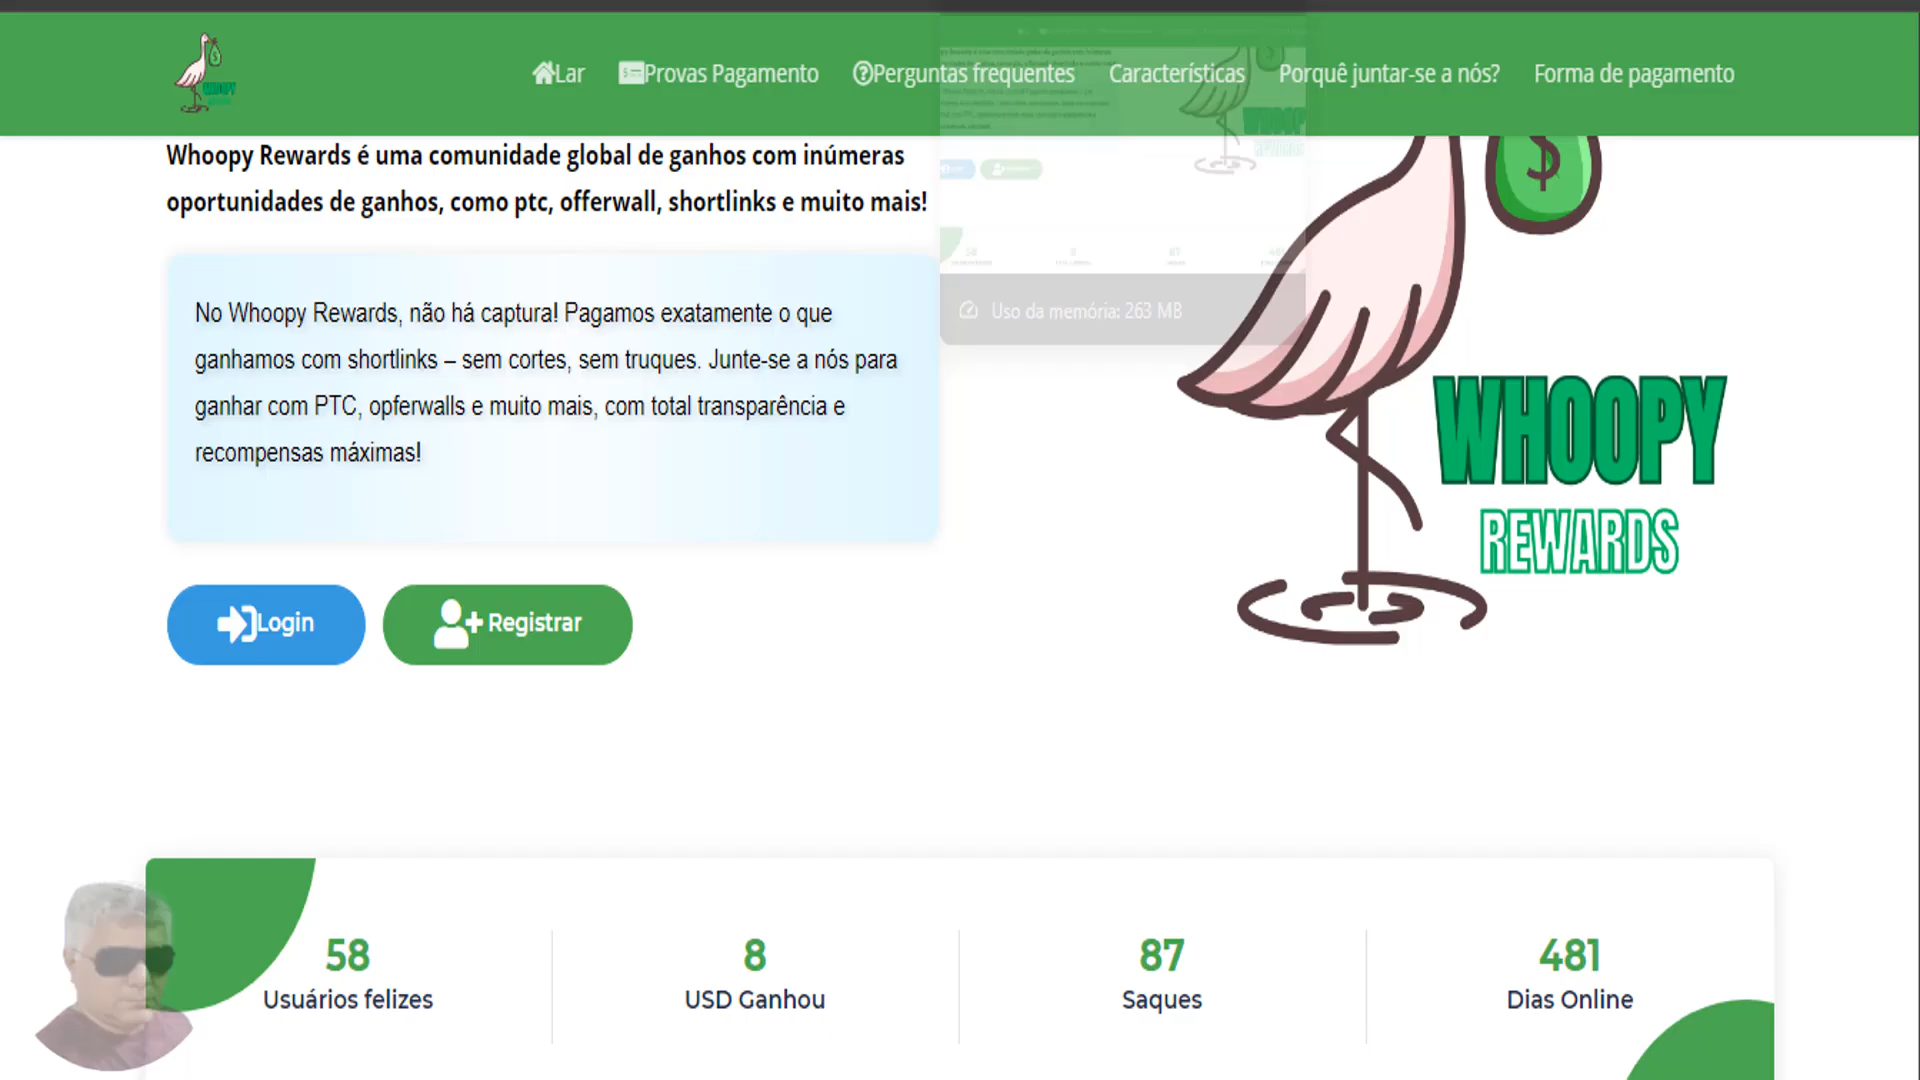 Lar
Provas Pagamento
Perguntas frequentes
Características
Porquê juntar-se a nós?
Forma de pagamento
WHOOPY
Whoopy Rewards é uma comunidade global de ganhos com inúmeras
oportunidades de ganhos, como ptc, offerwall, shortlinks e muito mais!
No Whoopy Rewards, não há captura! Pagamos exatamente o que
ganhamos com shortlinks – sem cortes, sem truques. Junte-se a nós para
ganhar com PTC, opferwalls e muito mais, com total transparência e
recompensas máximas!
Uso da memória: 263 MB
$
WHOOPY
REWARDS
Login
Registrar
58
Usuários felizes
8
USD Ganhou
87
Saques
481
Dias Online